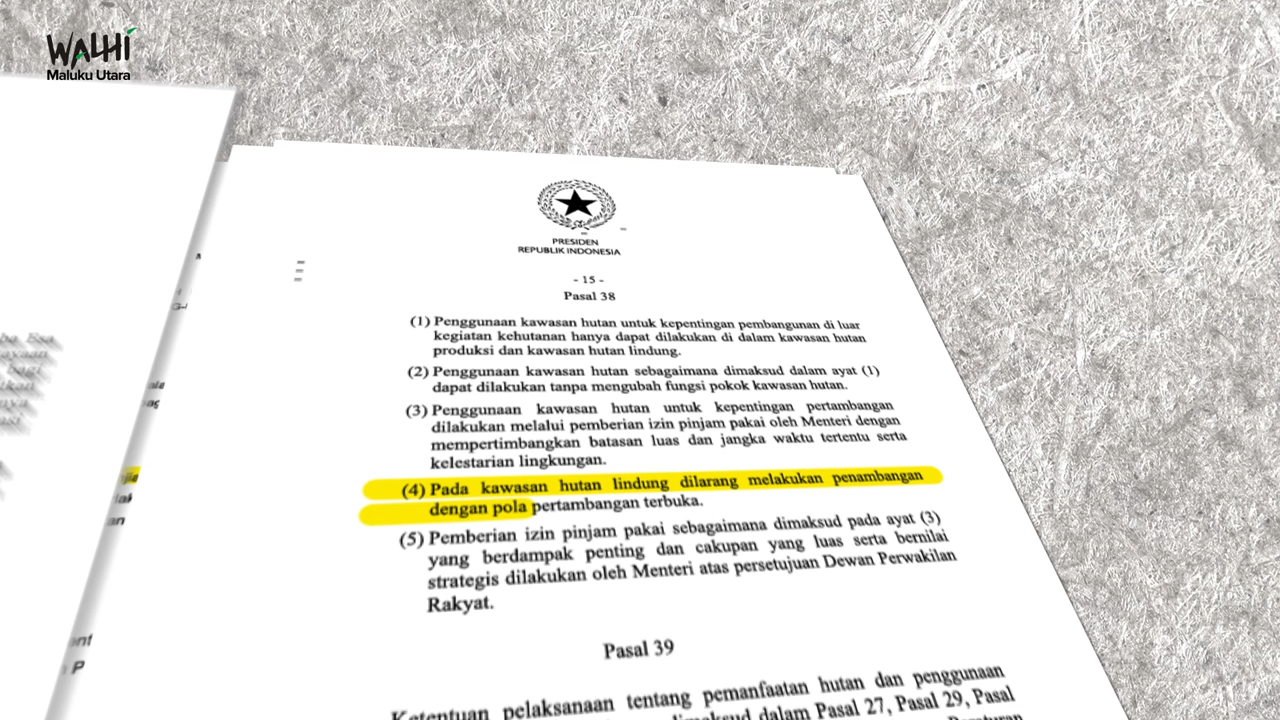 WALHI
Maluku Utara
PRESIDEN
REPUBLIK INDONESIA
- 15 -
Pasal 38
(1) Penggunaan kawasan hutan untuk kepentingan pembangunan di luar
kegiatan kehutanan hanya dapat dilakukan di dalam kawasan hutan
produksi dan kawasan hutan lindung.
(2) Penggunaan kawasan hutan sebagaimana dimaksud dalam ayat (1)
dapat dilakukan tanpa mengubah fungsi pokok kawasan hutan.
(3) Penggunaan kawasan hutan untuk kepentingan pertambangan
dilakukan melalui pemberian izin pinjam pakai oleh Menteri dengan
mempertimbangkan batasan luas dan jangka waktu tertentu serta
kelestarian lingkungan.
(4) Pada kawasan hutan lindung dilarang melakukan penambangan
dengan pola pertambangan terbuka.
(5) Pemberian izin pinjam pakai sebagaimana dimaksud pada ayat (3)
yang berdampak penting dan cakupan yang luas serta bernilai
strategis dilakukan oleh Menteri atas persetujuan Dewan Perwakilan
Rakyat.
Pasal 39
Ketentuan pelaksanaan tentang pemanfaatan hutan dan penggunaan
dimaksud dalam Pasal 27, Pasal 29, Pasal